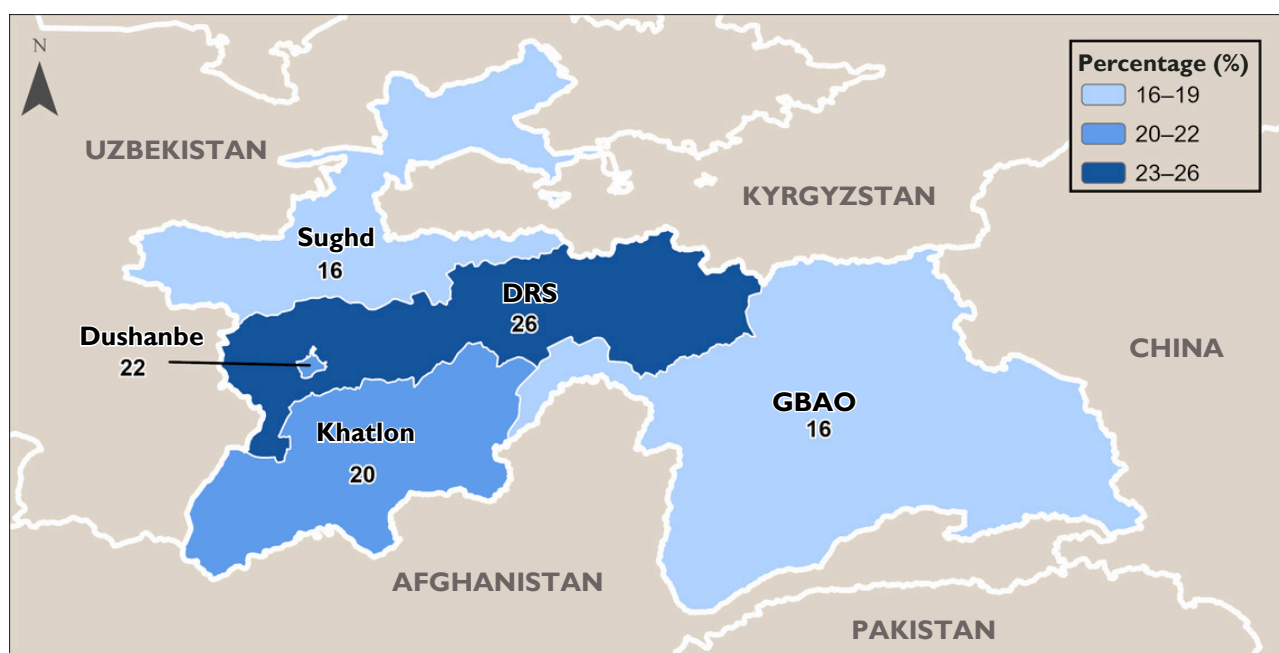 N
Percentage (%)
16–19
20–22
23–26
UZBEKISTAN
KYRGYZSTAN
Sughd
16
DRS
26
Dushanbe
22
CHINA
GBAO
16
Khatlon
20
AFGHANISTAN
PAKISTAN